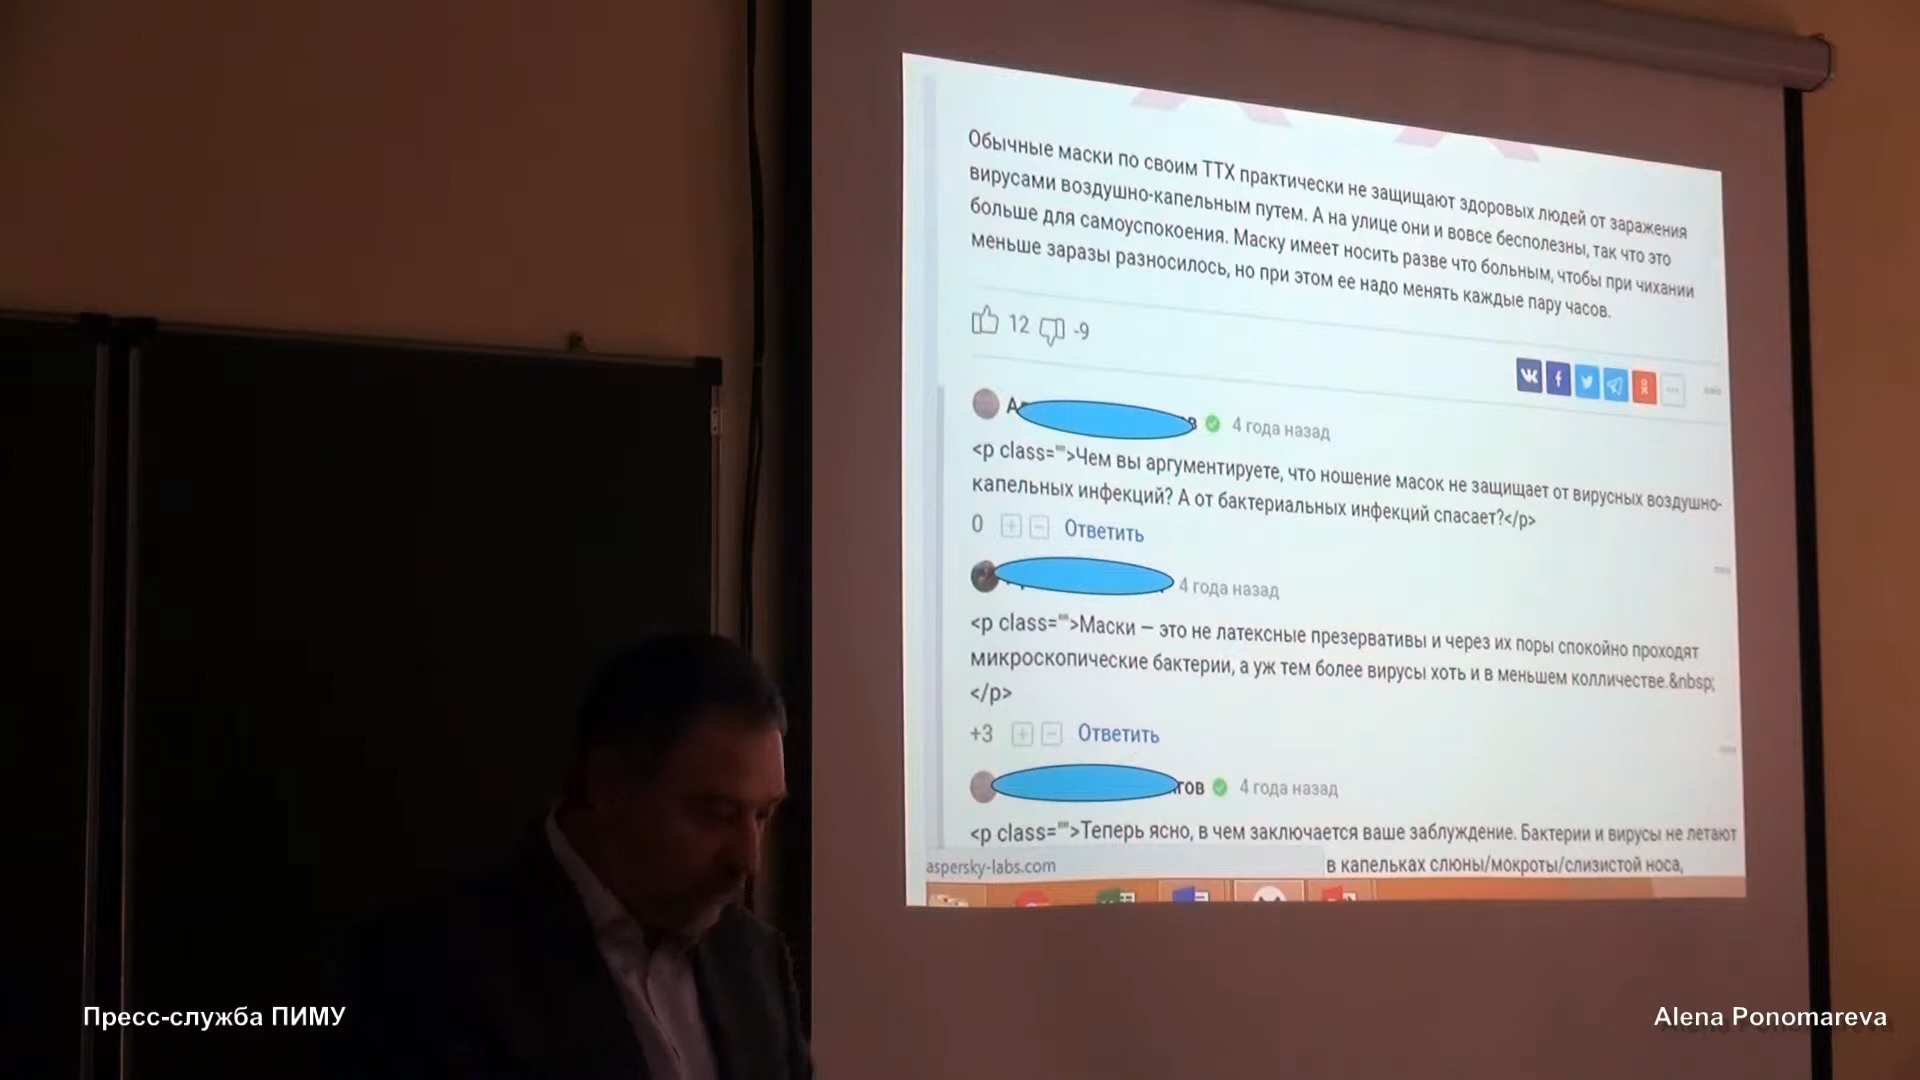 Обычные маски по своим ТТХ практически не защищают здоровых людей от заражения
вирусами воздушно-капельным путем. А на улице они и вовсе бесполезны, так что это
больше для самоуспокоения. Маску имеет носить разве что больным, чтобы при чихании
меньше заразы разносилось, но при этом ее надо менять каждые пару часов.
12 -9
А в 4 года назад
<p class="">Чем вы аргументируете, что ношение масок не защищает от вирусных воздушно-
капельных инфекций? А от бактериальных инфекций спасает?</p>
0 + − Ответить
4 года назад
<p class="">Маски — это не латексные презервативы и через их поры спокойно проходят
микроскопические бактерии, а уж тем более вирусы хоть и в меньшем колличестве.&nbsp;
</p>
+3 + − Ответить
гов 4 года назад
<p class="">Теперь ясно, в чем заключается ваше заблуждение. Бактерии и вирусы не летают
aspersky-labs.com в капельках слюны/мокроты/слизистой носа,
Пресс-служба ПИМУ
Alena Ponomareva